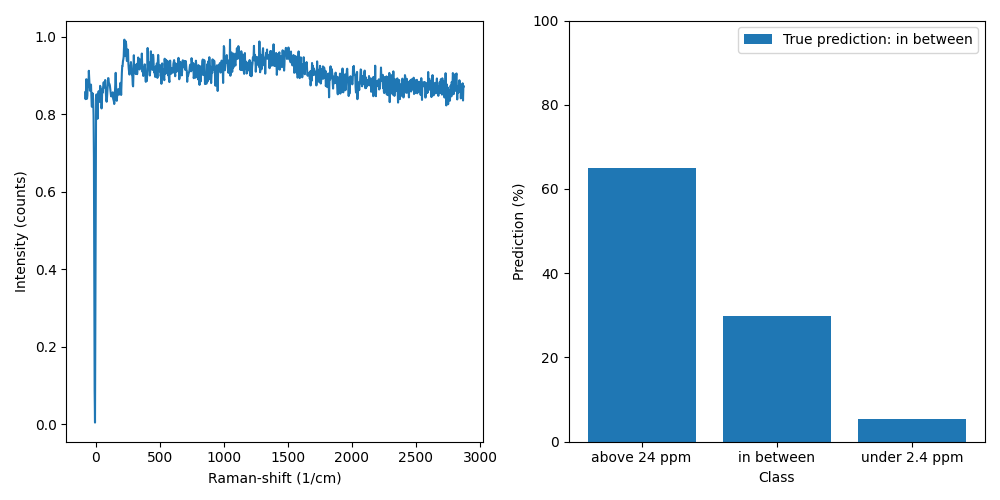 1.0
0.8
0.6
0.4
0.2
0.0
Intensity (counts)
0
500
1000
1500
2000
2500
3000
Raman-shift (1/cm)
100
80
60
40
20
0
Prediction (%)
True prediction: in between
above 24 ppm
in between
under 2.4 ppm
Class